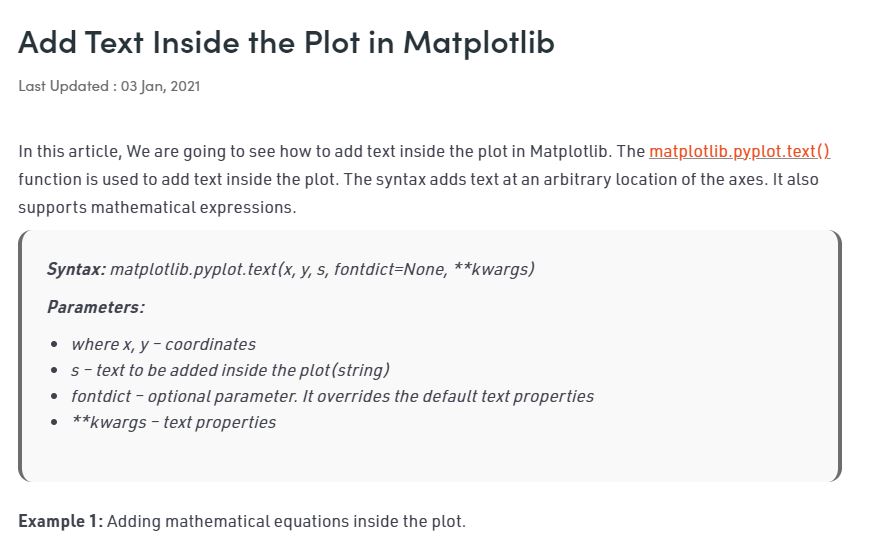 Add Text Inside the Plot in Matplotlib
Last Updated : 03 Jan, 2021
In this article, We are going to see how to add text inside the plot in Matplotlib. The matplotlib.pyplot.text()
function is used to add text inside the plot. The syntax adds text at an arbitrary location of the axes. It also
supports mathematical expressions.
Syntax: matplotlib.pyplot.text(x, y, s, fontdict=None, **kwargs)
Parameters:
• where x, y – coordinates
• s – text to be added inside the plot(string)
• fontdict – optional parameter. It overrides the default text properties
• **kwargs – text properties
Example 1: Adding mathematical equations inside the plot.